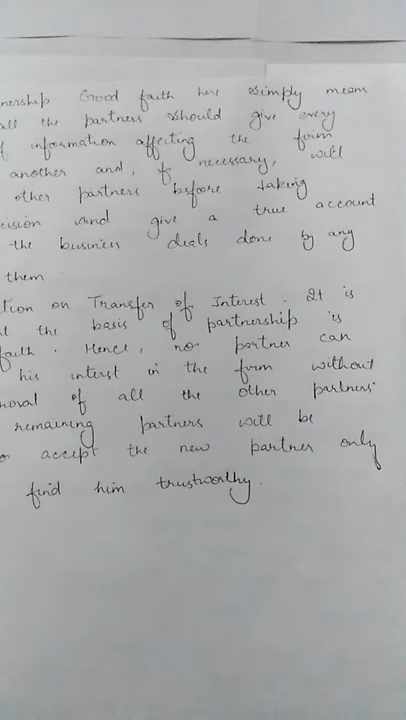 nership Good faith here simply means
all the partners should give every
f information affecting the firm
another and, if necessary, will
other partners before taking
cision and give a true account
the business deals done by any
them
tion on Transfer of Interest - It is
the basis of partnership is
faith. Hence, no partner can
his interst in the firm without
roval of all the other partners
remaining partners will be
accept the new partner only
find him trustworthy.